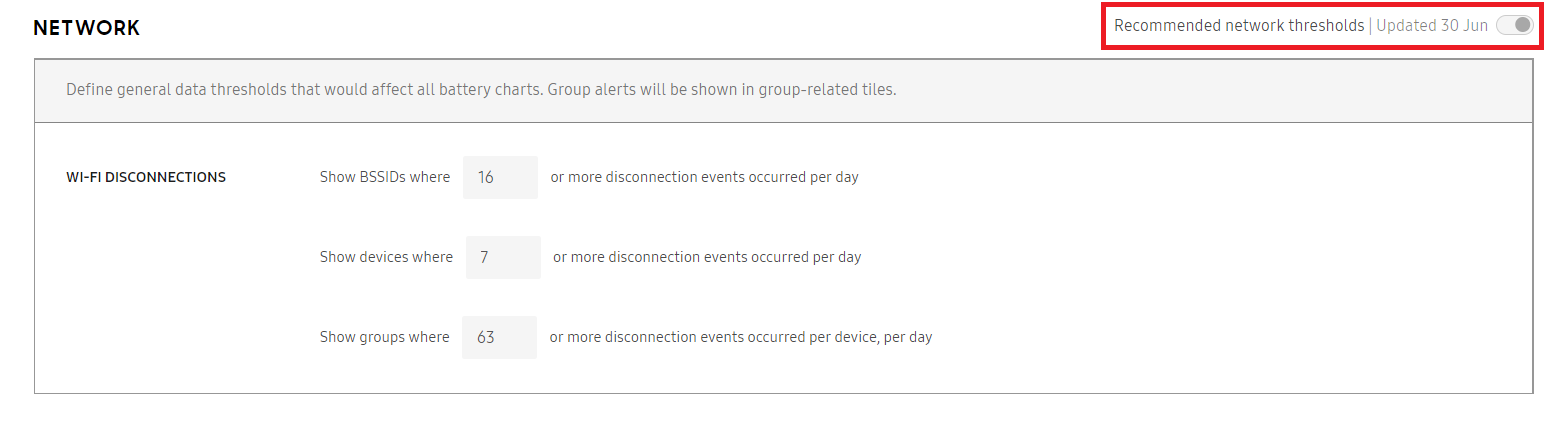 NETWORK
Recommended network thresholds | Updated 30 Jun
Define general data thresholds that would affect all battery charts. Group alerts will be shown in group-related tiles.
WI-FI DISCONNECTIONS Show BSSIDs where 16 or more disconnection events occurred per day
Show devices where 7 or more disconnection events occurred per day
Show groups where 63 or more disconnection events occurred per device, per day